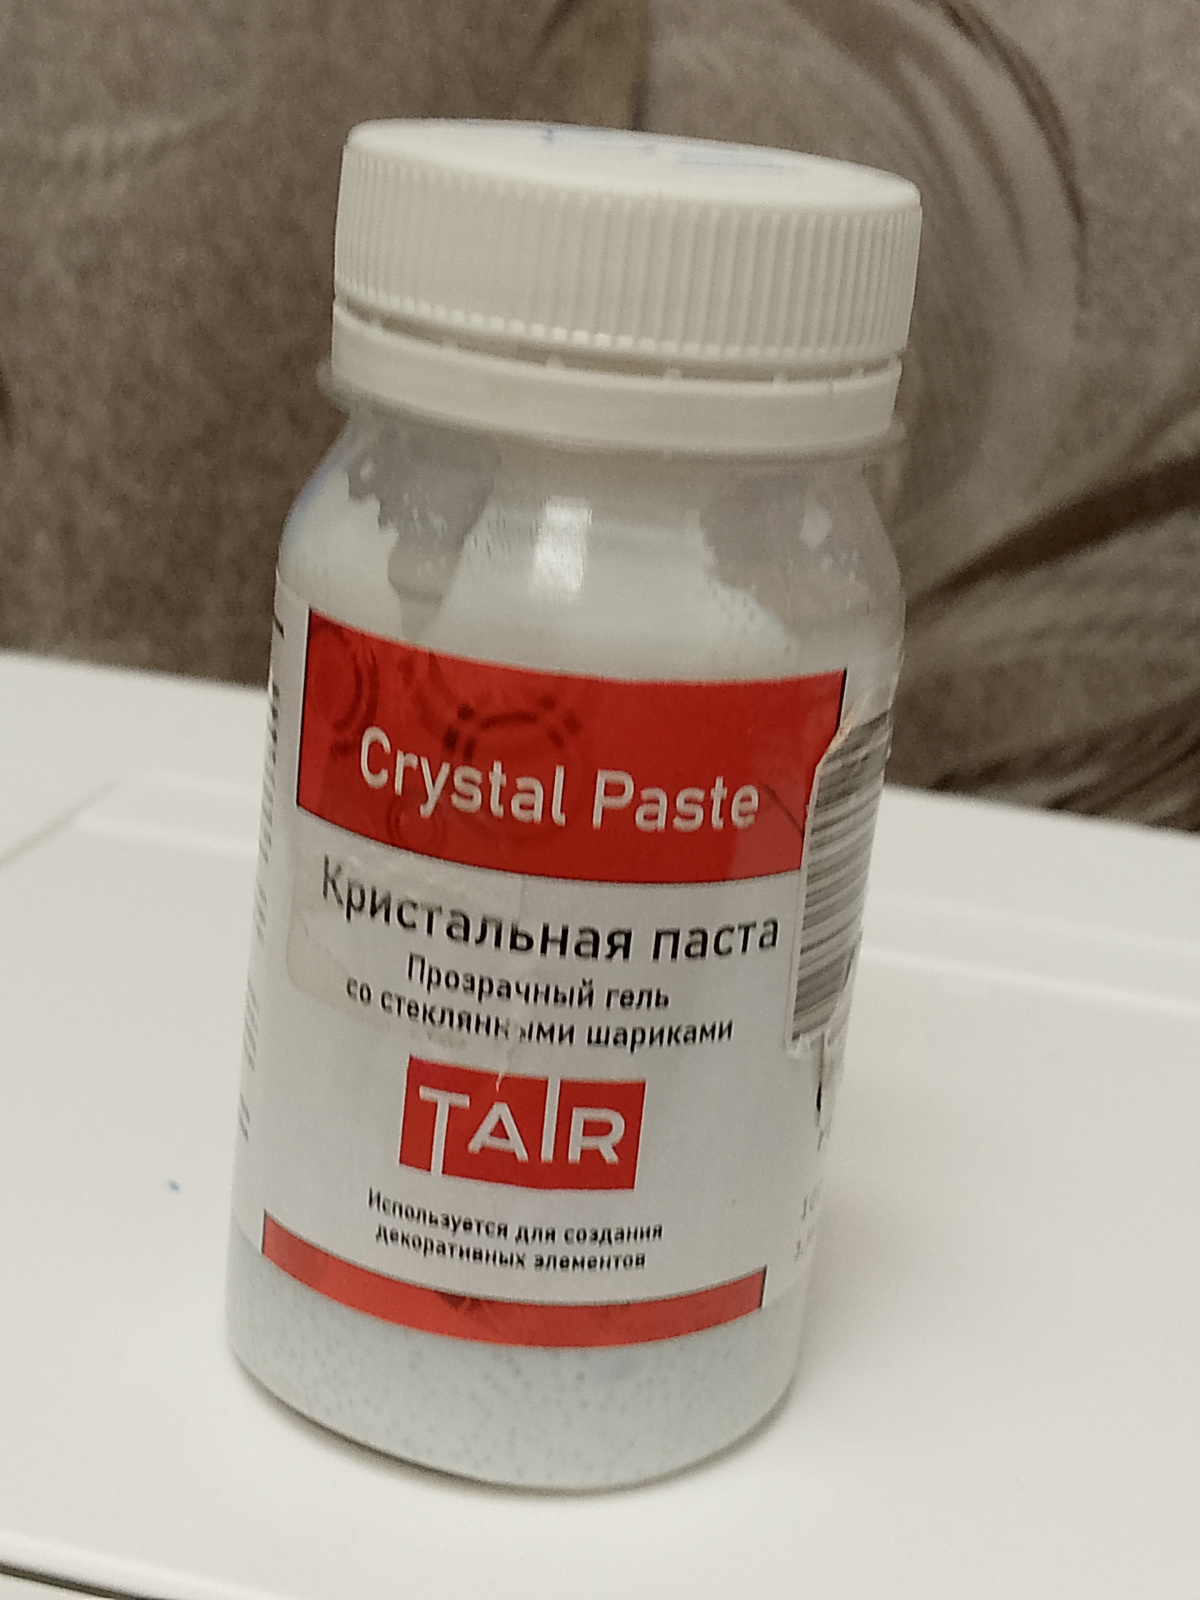 Crystal Paste
Кристальная паста
Прозрачный гель
со стеклянными шариками
TAIR
Используется для создания
декоративных элементов